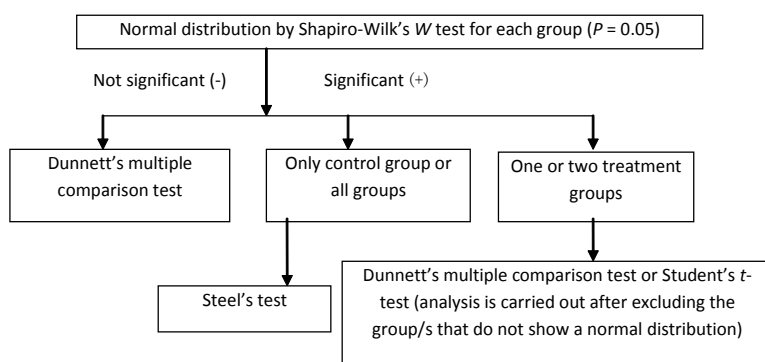 Normal distribution by Shapiro-Wilk’s W test for each group (P = 0.05)
Not significant (-)
Significant (+)
Dunnett’s multiple
comparison test
Only control group or
all groups
One or two treatment
groups
Steel’s test
Dunnett’s multiple comparison test or Student’s t-
test (analysis is carried out after excluding the
group/s that do not show a normal distribution)